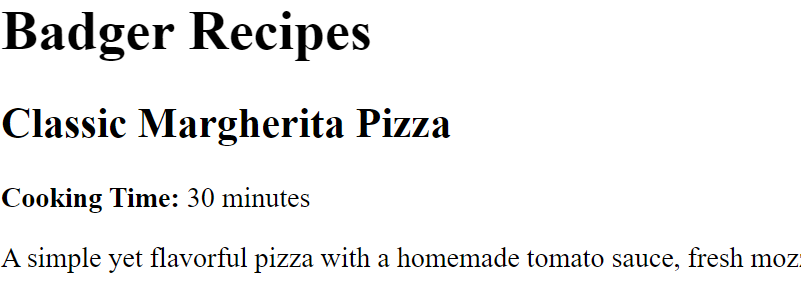 Badger Recipes
Classic Margherita Pizza
Cooking Time: 30 minutes
A simple yet flavorful pizza with a homemade tomato sauce, fresh